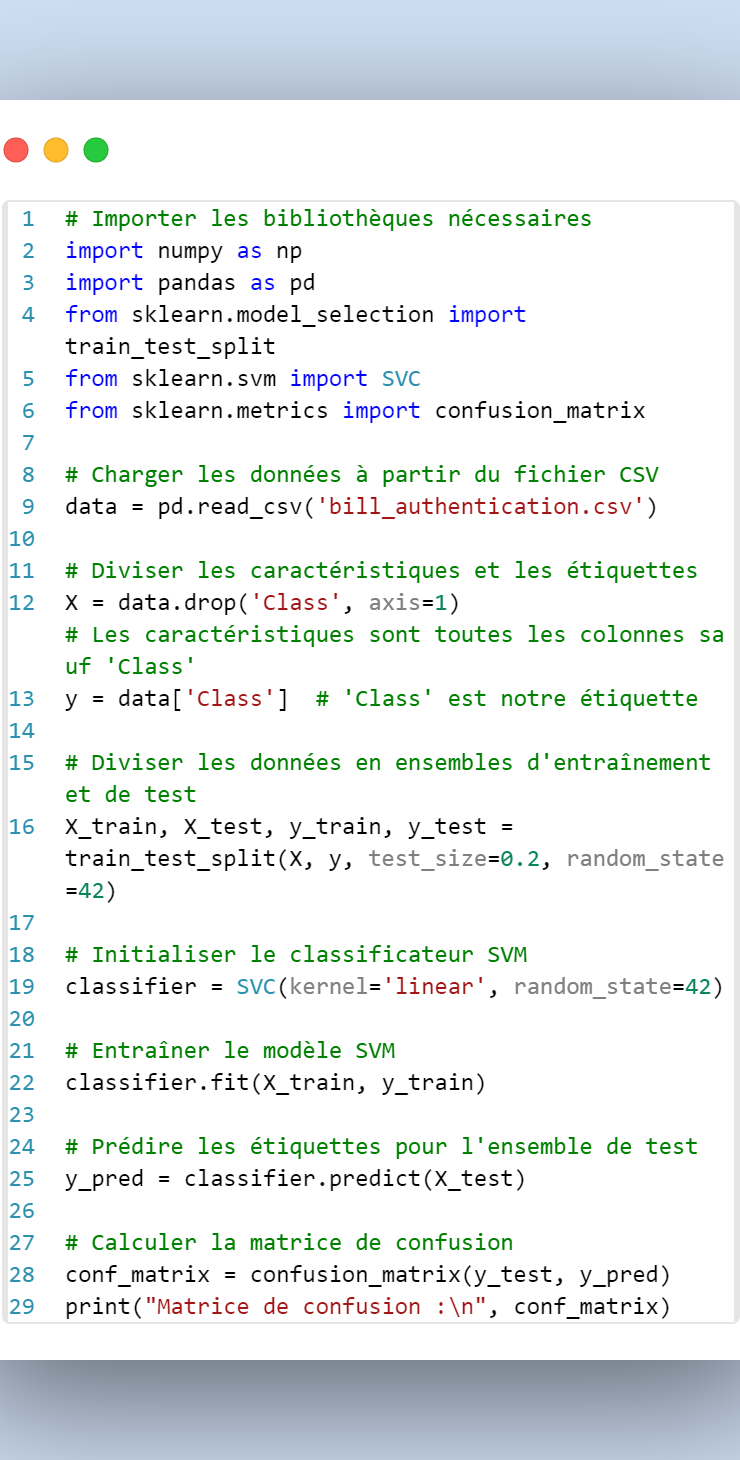 1 # Importer les bibliothèques nécessaires
2 import numpy as np
3 import pandas as pd
4 from sklearn.model_selection import
train_test_split
5 from sklearn.svm import SVC
6 from sklearn.metrics import confusion_matrix
7
8 # Charger les données à partir du fichier CSV
9 data = pd.read_csv('bill_authentication.csv')
10
11 # Diviser les caractéristiques et les étiquettes
12 X = data.drop('Class', axis=1)
# Les caractéristiques sont toutes les colonnes sa
uf 'Class'
13 y = data['Class']  # 'Class' est notre étiquette
14
15 # Diviser les données en ensembles d'entraînement
et de test
16 X_train, X_test, y_train, y_test =
train_test_split(X, y, test_size=0.2, random_state
=42)
17
18 # Initialiser le classificateur SVM
19 classifier = SVC(kernel='linear', random_state=42)
20
21 # Entraîner le modèle SVM
22 classifier.fit(X_train, y_train)
23
24 # Prédire les étiquettes pour l'ensemble de test
25 y_pred = classifier.predict(X_test)
26
27 # Calculer la matrice de confusion
28 conf_matrix = confusion_matrix(y_test, y_pred)
29 print("Matrice de confusion :\n", conf_matrix)